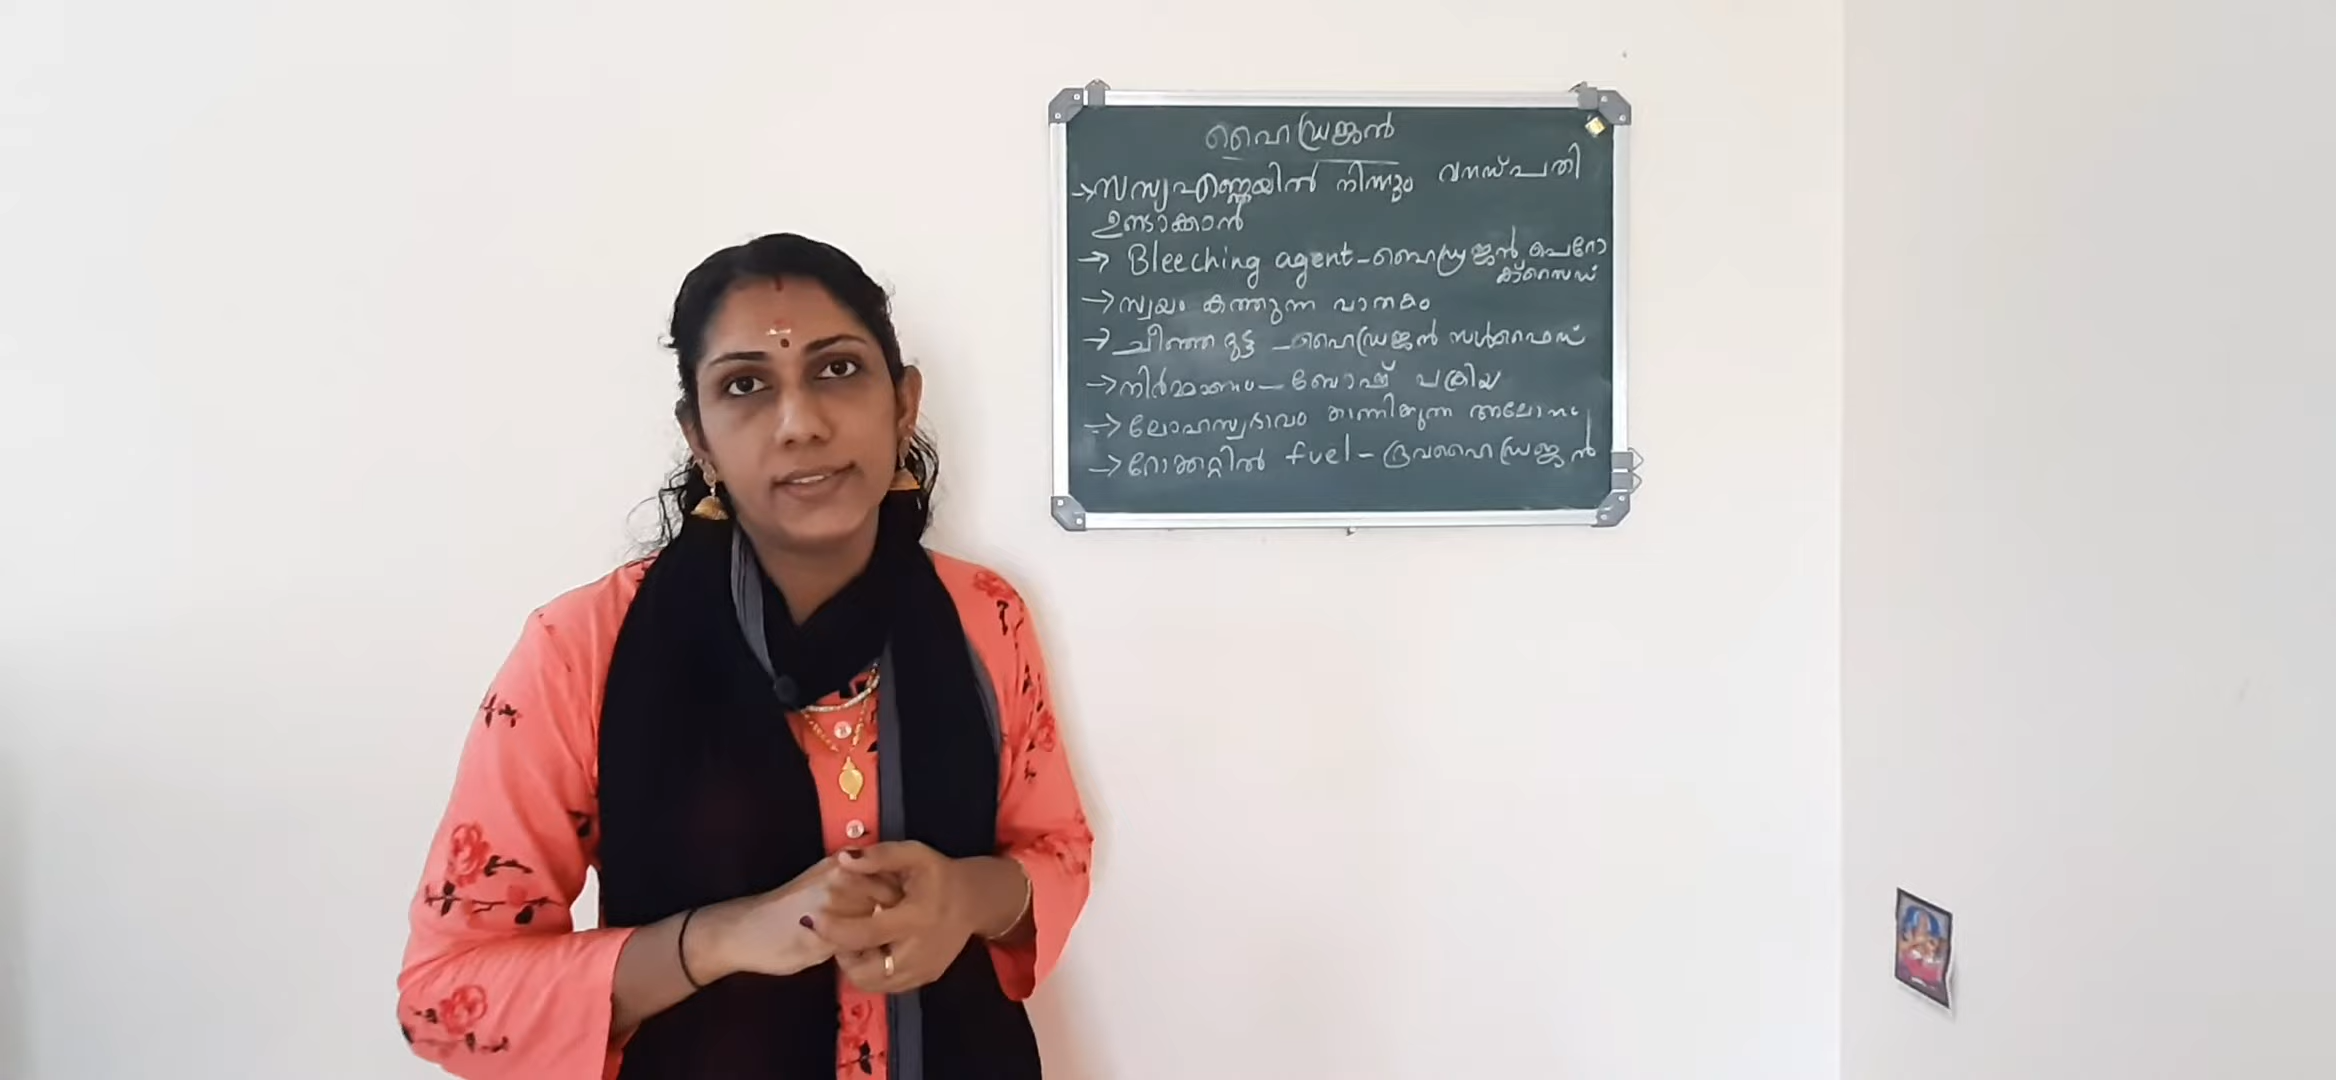 ഹൈഡ്രജൻ
→ സസ്യഎണ്ണയിൽ നിന്നും വനസ്പതി
ഉണ്ടാക്കാൻ
→ Bleeching agent - ഹൈഡ്രജൻ പെറോ
ക്സൈഡ്
→ സ്വയം കത്തുന്ന വാതകം
→ ചീഞ്ഞമുട്ട - ഹൈഡ്രജൻ സൾഫൈഡ്
→ നിർമ്മാണം - ബോഷ് പ്രക്രിയ
→ ലോഹസ്വഭാവം കാണിക്കുന്ന അലോഹം
→ റോക്കറ്റിൽ fuel - ദ്രവഹൈഡ്രജൻ